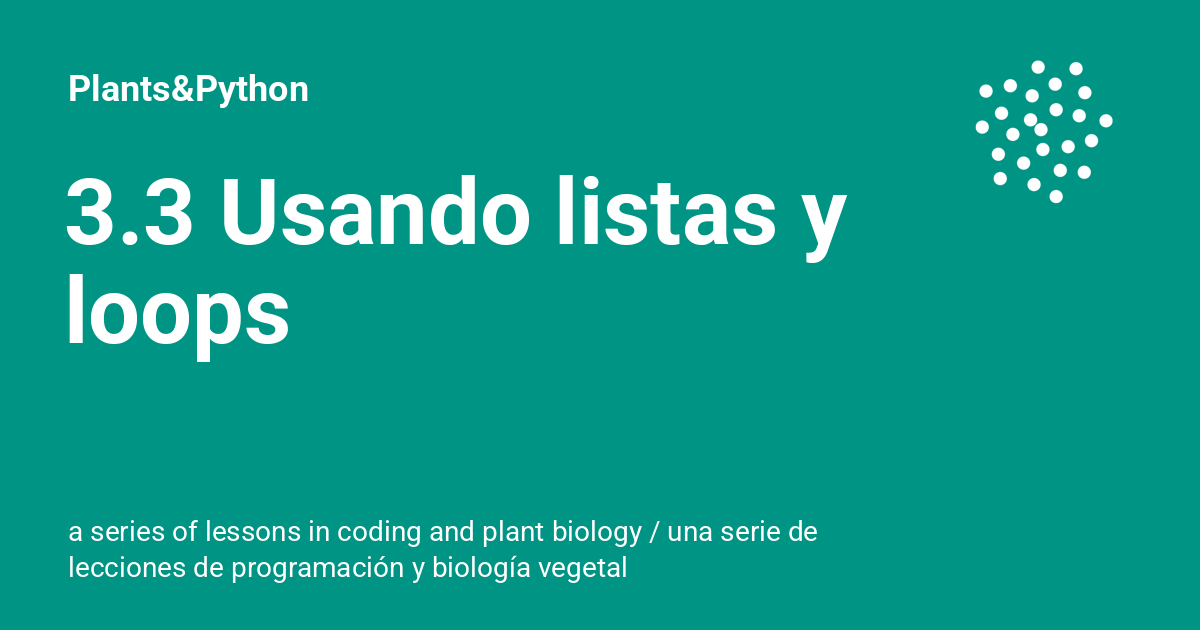 Plants&Python
3.3 Usando listas y
loops
a series of lessons in coding and plant biology / una serie de
lecciones de programación y biología vegetal